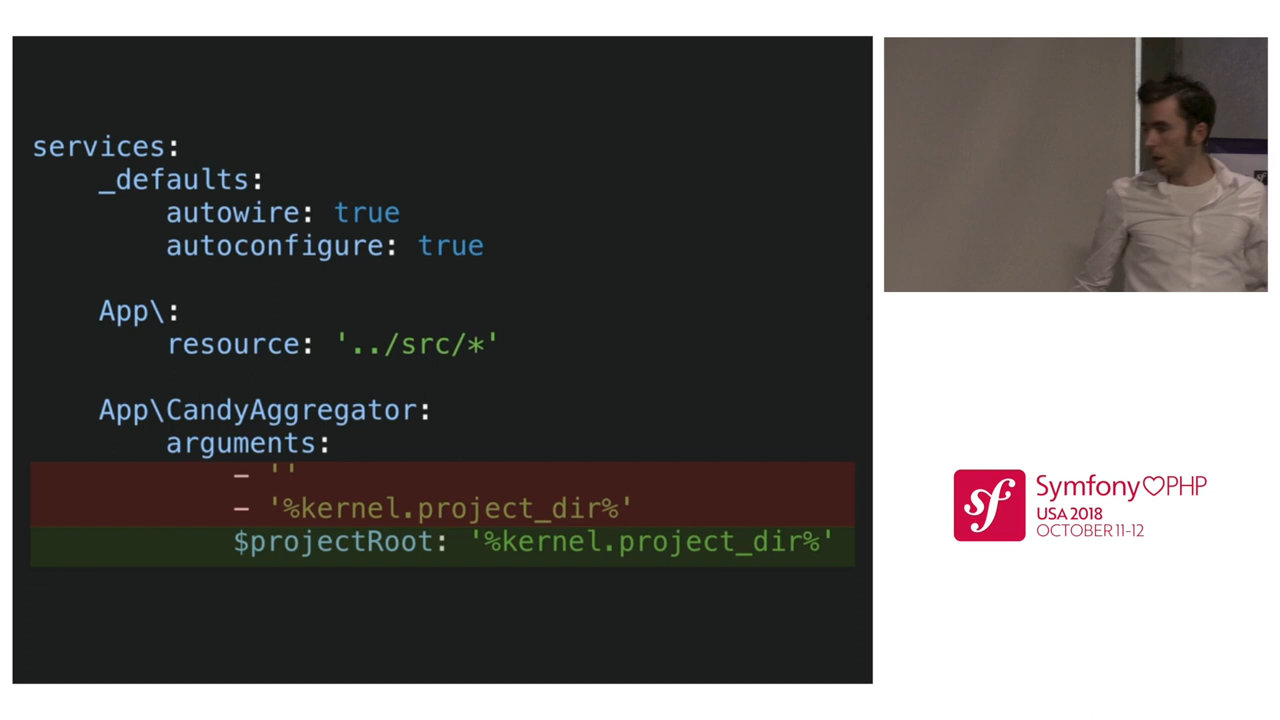 services:
_defaults:
autowire: true
autoconfigure: true
App\:
resource: '../src/*'
App\CandyAggregator:
arguments:
- ''
- '%kernel.project_dir%'
$projectRoot: '%kernel.project_dir%'
sf
Symfony♡PHP
USA 2018
OCTOBER 11-12